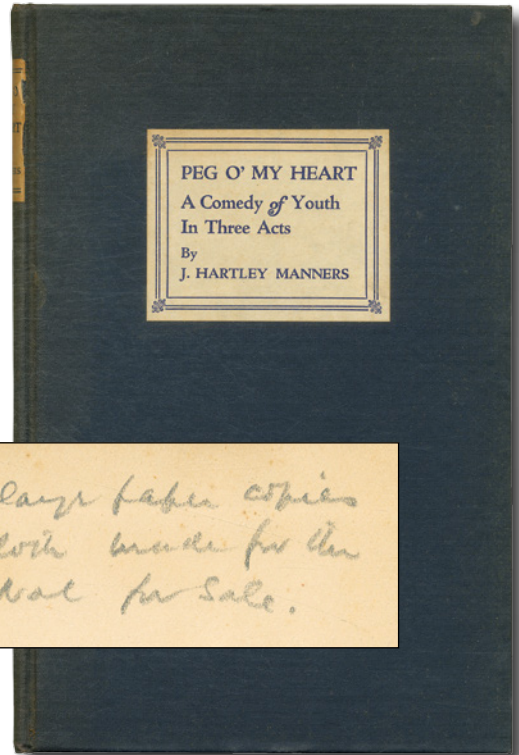 PEG O' MY HEART
A Comedy of Youth
In Three Acts
By
J. HARTLEY MANNERS
large paper copies
made for the
for Sale.